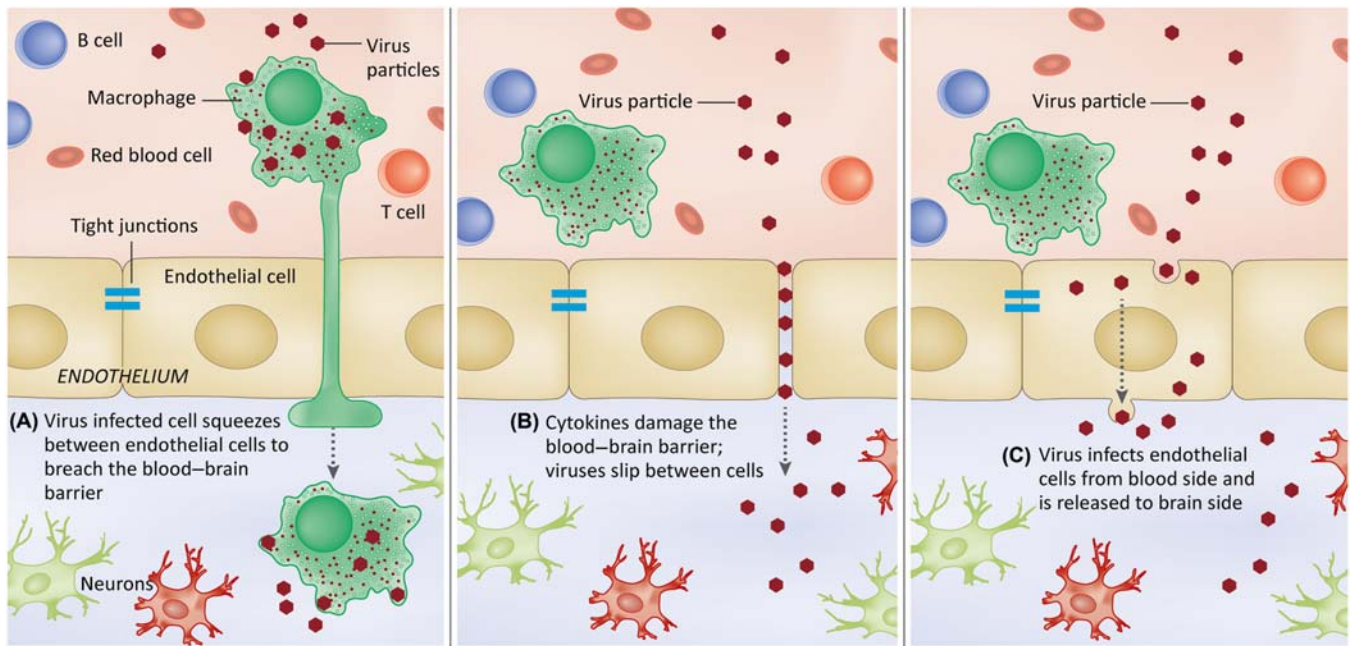 B cell
Virus
particles
Macrophage
Red blood cell
T cell
Tight junctions
Endothelial cell
ENDOTHELIUM
(A) Virus infected cell squeezes
between endothelial cells to
breach the blood–brain
barrier
Neurons
Virus particle
(B) Cytokines damage the
blood–brain barrier;
viruses slip between cells
Virus particle
(C) Virus infects endothelial
cells from blood side and
is released to brain side